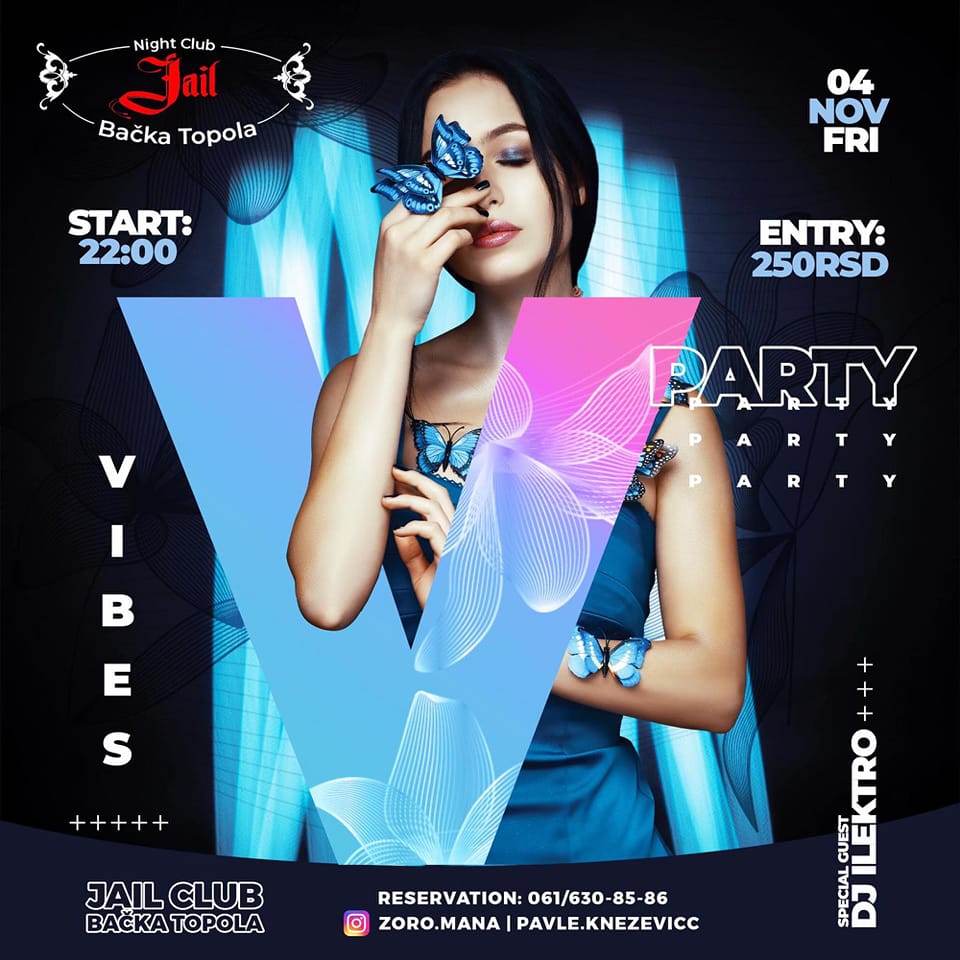 Night Club
Jail
Bačka Topola
04
NOV
FRI
START:
22:00
ENTRY:
250RSD
V
PARTY
PARTY
PARTY
PARTY
VIBES
+++++
+++
SPECIAL GUEST
DJ ILEKTRO
JAIL CLUB
BAČKA TOPOLA
RESERVATION: 061/630-85-86
ZORO.MANA | PAVLE.KNEZEVICC